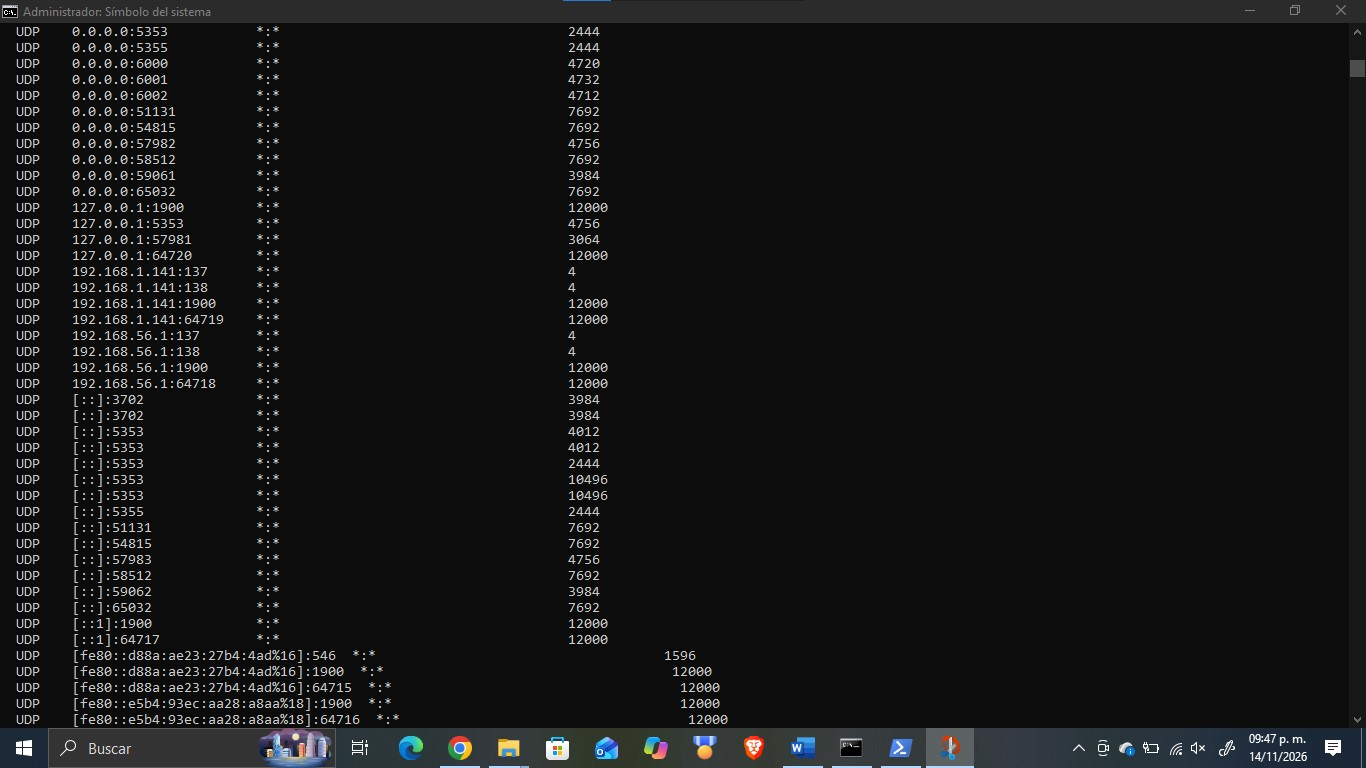 Administrador: Símbolo del sistema
UDP 0.0.0.0:5353 *:* 2444
UDP 0.0.0.0:5355 *:* 2444
UDP 0.0.0.0:6000 *:* 4720
UDP 0.0.0.0:6001 *:* 4732
UDP 0.0.0.0:6002 *:* 4712
UDP 0.0.0.0:51131 *:* 7692
UDP 0.0.0.0:54815 *:* 7692
UDP 0.0.0.0:57982 *:* 4756
UDP 0.0.0.0:58512 *:* 7692
UDP 0.0.0.0:59061 *:* 3984
UDP 0.0.0.0:65032 *:* 7692
UDP 127.0.0.1:1900 *:* 12000
UDP 127.0.0.1:5353 *:* 4756
UDP 127.0.0.1:57981 *:* 3064
UDP 127.0.0.1:64720 *:* 12000
UDP 192.168.1.141:137 *:* 4
UDP 192.168.1.141:138 *:* 4
UDP 192.168.1.141:1900 *:* 12000
UDP 192.168.1.141:64719 *:* 12000
UDP 192.168.56.1:137 *:* 4
UDP 192.168.56.1:138 *:* 4
UDP 192.168.56.1:1900 *:* 12000
UDP 192.168.56.1:64718 *:* 12000
UDP [::]:3702 *:* 3984
UDP [::]:3702 *:* 3984
UDP [::]:5353 *:* 4012
UDP [::]:5353 *:* 4012
UDP [::]:5353 *:* 2444
UDP [::]:5353 *:* 10496
UDP [::]:5353 *:* 10496
UDP [::]:5355 *:* 2444
UDP [::]:51131 *:* 7692
UDP [::]:54815 *:* 7692
UDP [::]:57983 *:* 4756
UDP [::]:58512 *:* 7692
UDP [::]:59062 *:* 3984
UDP [::]:65032 *:* 7692
UDP [::1]:1900 *:* 12000
UDP [::1]:64717 *:* 12000
UDP [fe80::d88a:ae23:27b4:4ad%16]:546 *:* 1596
UDP [fe80::d88a:ae23:27b4:4ad%16]:1900 *:* 12000
UDP [fe80::d88a:ae23:27b4:4ad%16]:64715 *:* 12000
UDP [fe80::e5b4:93ec:aa28:a8aa%18]:1900 *:* 12000
UDP [fe80::e5b4:93ec:aa28:a8aa%18]:64716 *:* 12000
Buscar
09:47 p. m.
14/11/2026